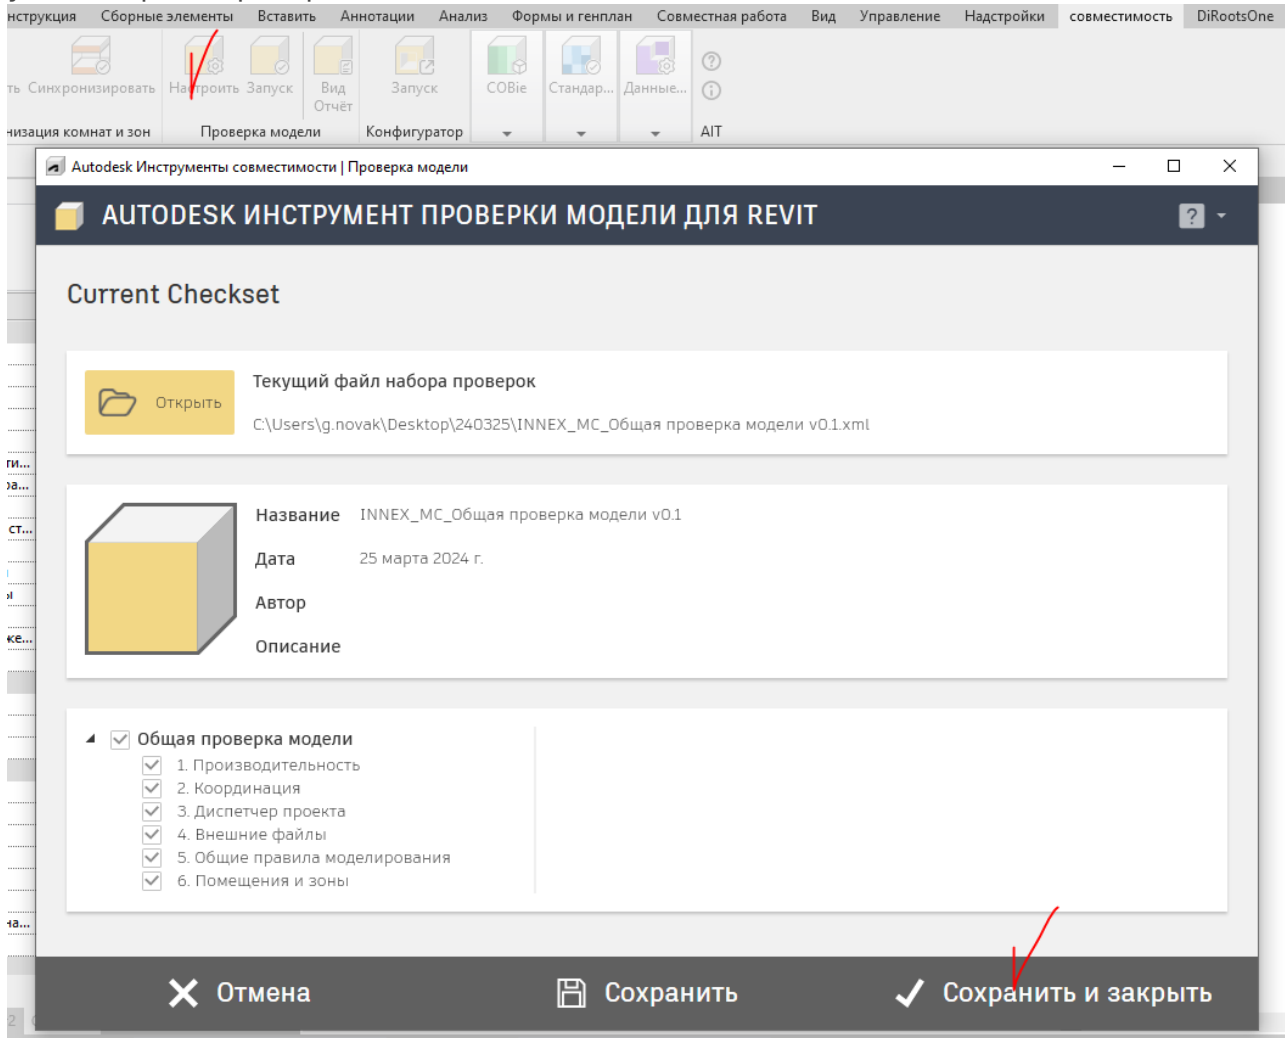 нструкция Сборные элементы Вставить Аннотации Анализ Формы и генплан Совместная работа Вид Управление Надстройки совместимость DiRootsOne
ть Синхронизировать Настроить Запуск Вид Отчёт Запуск COBie Стандар... Данные...
низация комнат и зон Проверка модели Конфигуратор AIT
Autodesk Инструменты совместимости | Проверка модели
AUTODESK ИНСТРУМЕНТ ПРОВЕРКИ МОДЕЛИ ДЛЯ REVIT
Current Checkset
Открыть
Текущий файл набора проверок
C:\Users\g.novak\Desktop\240325\INNEX_MC_Общая проверка модели v0.1.xml
Название INNEX_MC_Общая проверка модели v0.1
Дата 25 марта 2024 г.
Автор
Описание
Общая проверка модели
1. Производительность
2. Координация
3. Диспетчер проекта
4. Внешние файлы
5. Общие правила моделирования
6. Помещения и зоны
Отмена Сохранить Сохранить и закрыть